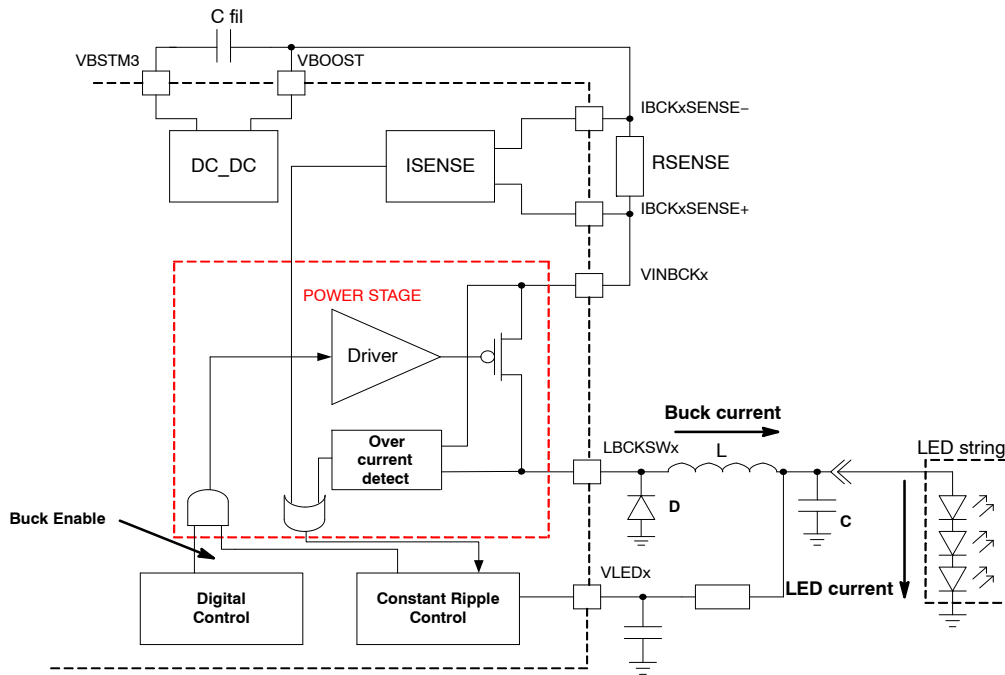 C fil
VBSTM3
VBOOST
IBCKxSENSE−
DC_DC
ISENSE
RSENSE
IBCKxSENSE+
VINBCKx
POWER STAGE
Driver
Buck current
Over
current
detect
LBCKSWx
L
LED string
D
C
Buck Enable
VLEDx
LED current
Digital
Control
Constant Ripple
Control